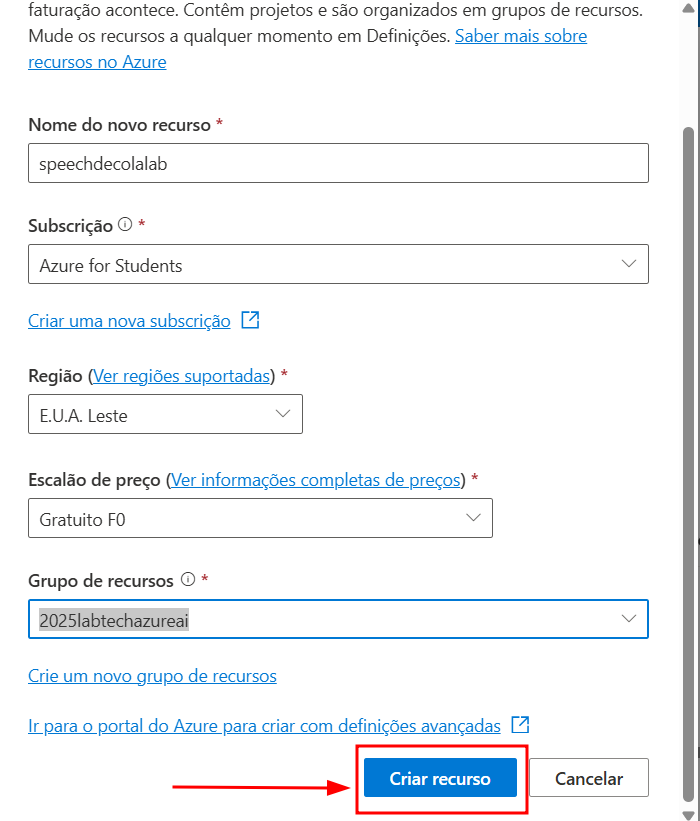 faturação acontece. Contêm projetos e são organizados em grupos de recursos.
Mude os recursos a qualquer momento em Definições. Saber mais sobre
recursos no Azure
Nome do novo recurso *
speechdecolalab
Subscrição *
Azure for Students
Criar uma nova subscrição
Região (Ver regiões suportadas) *
E.U.A. Leste
Escalão de preço (Ver informações completas de preços) *
Gratuito F0
Grupo de recursos *
2025labtechazureai
Crie um novo grupo de recursos
Ir para o portal do Azure para criar com definições avançadas
Criar recurso
Cancelar